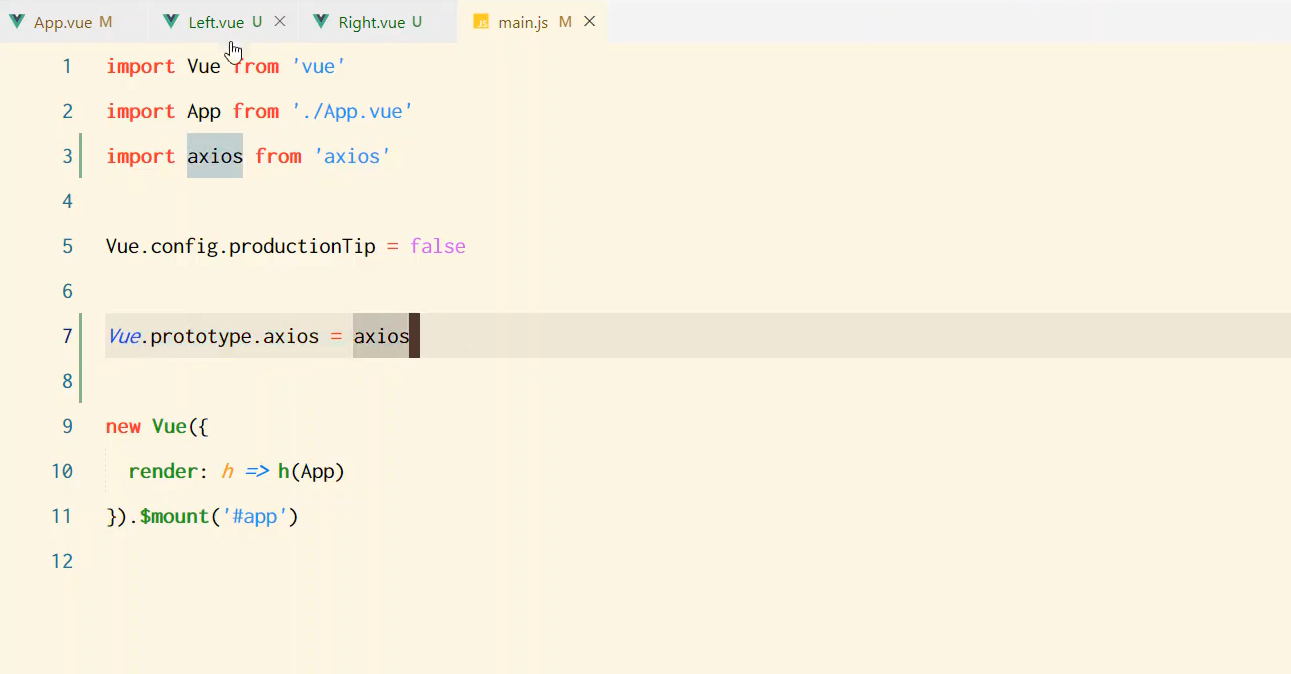 App.vue M Left.vue U Right.vue U JS main.js M
1 import Vue from 'vue'
2 import App from './App.vue'
3 import axios from 'axios'
4
5 Vue.config.productionTip = false
6
7 Vue.prototype.axios = axios
8
9 new Vue({
10   render: h => h(App)
11 }).$mount('#app')
12